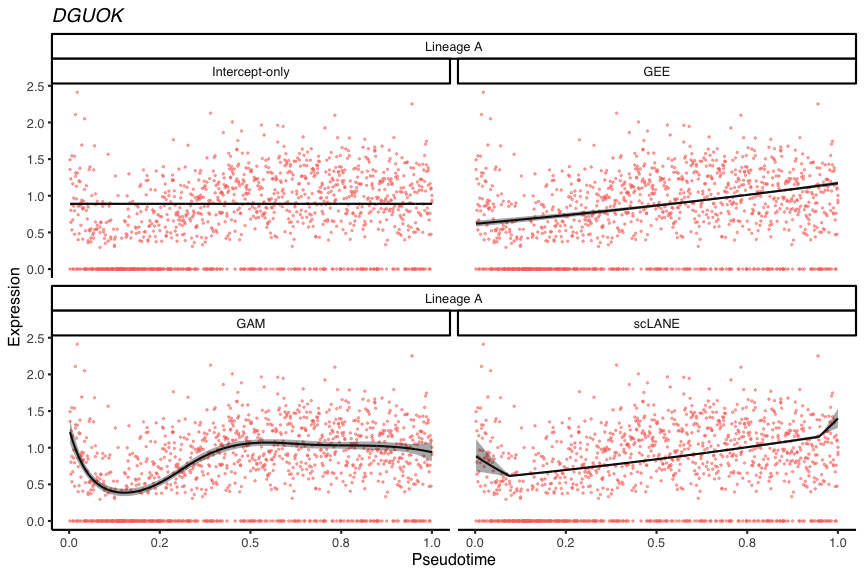 DGUOK
Lineage A
Intercept-only GEE
2.5
2.0
1.5
1.0
0.5
0.0
Lineage A
GAM scLANE
2.5
2.0
1.5
1.0
0.5
0.0
Expression
0.0 0.2 0.5 0.8 1.0 0.0 0.2 0.5 0.8 1.0
Pseudotime